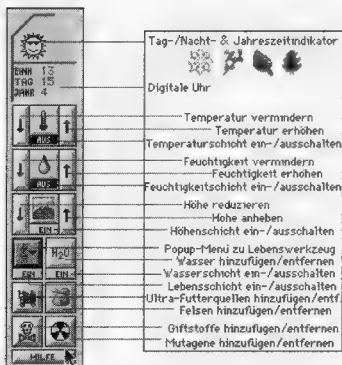 TAG 15
JAHR 4
AUS
AUS
EIN
EIN
H₂O
EIN
HILFE
Tag-/Nacht- & Jahreszeitindikator
Digitale Uhr
Temperatur vermindern
Temperatur erhöhen
Temperaturschicht ein-/ausschalten
Feuchtigkeit vermindern
Feuchtigkeit erhöhen
Feuchtigkeitschicht ein-/ausschalten
Höhe reduzieren
Hohe anheben
Höhenschicht ein-/ausschalten
Popup-Menü zu Lebenswerkzeug
Wasser hinzufügen/entfernen
Wasserschicht ein-/ausschalten
Lebensschicht ein-/ausschalten
Ultra-Futterquellen hinzufügen/entf.
Felsen hinzufügen/entfernen
Giftstoffe hinzufügen/entfernen
Mutagene hinzufügen/entfernen